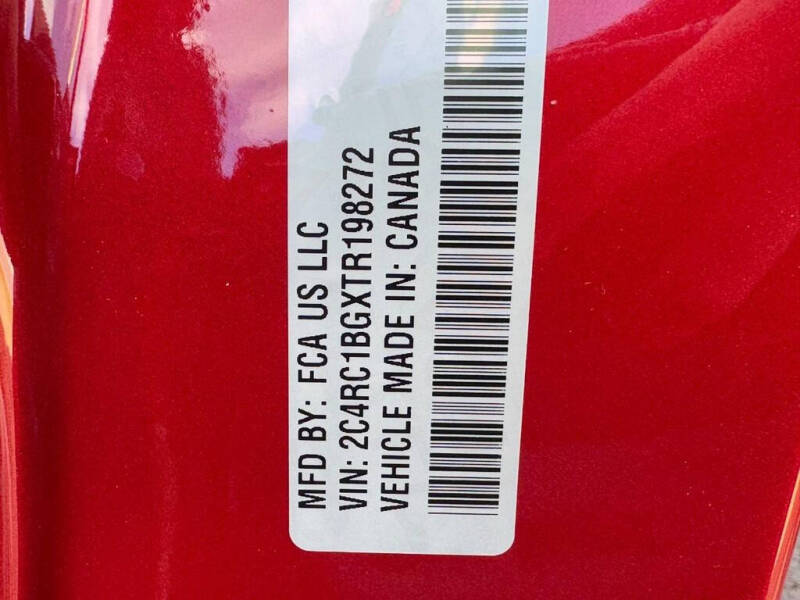 MFD BY: FCA US LLC
VIN: 2C4RC1BGXTR198272
VEHICLE MADE IN: CANADA